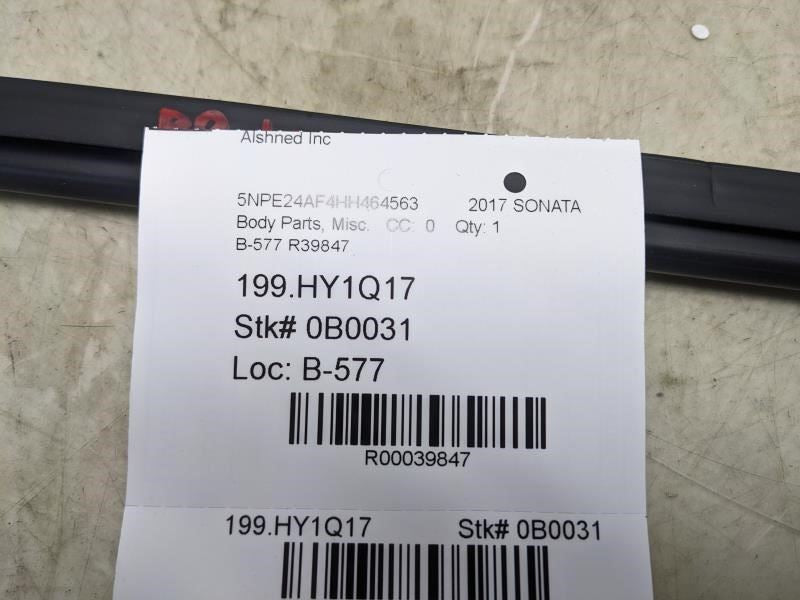 Alshned Inc
5NPE24AF4HH464563 2017 SONATA
Body Parts, Misc. CC: 0 Qty: 1
B-577 R39847
199.HY1Q17
Stk# 0B0031
Loc: B-577
R00039847
199.HY1Q17 Stk# 0B0031